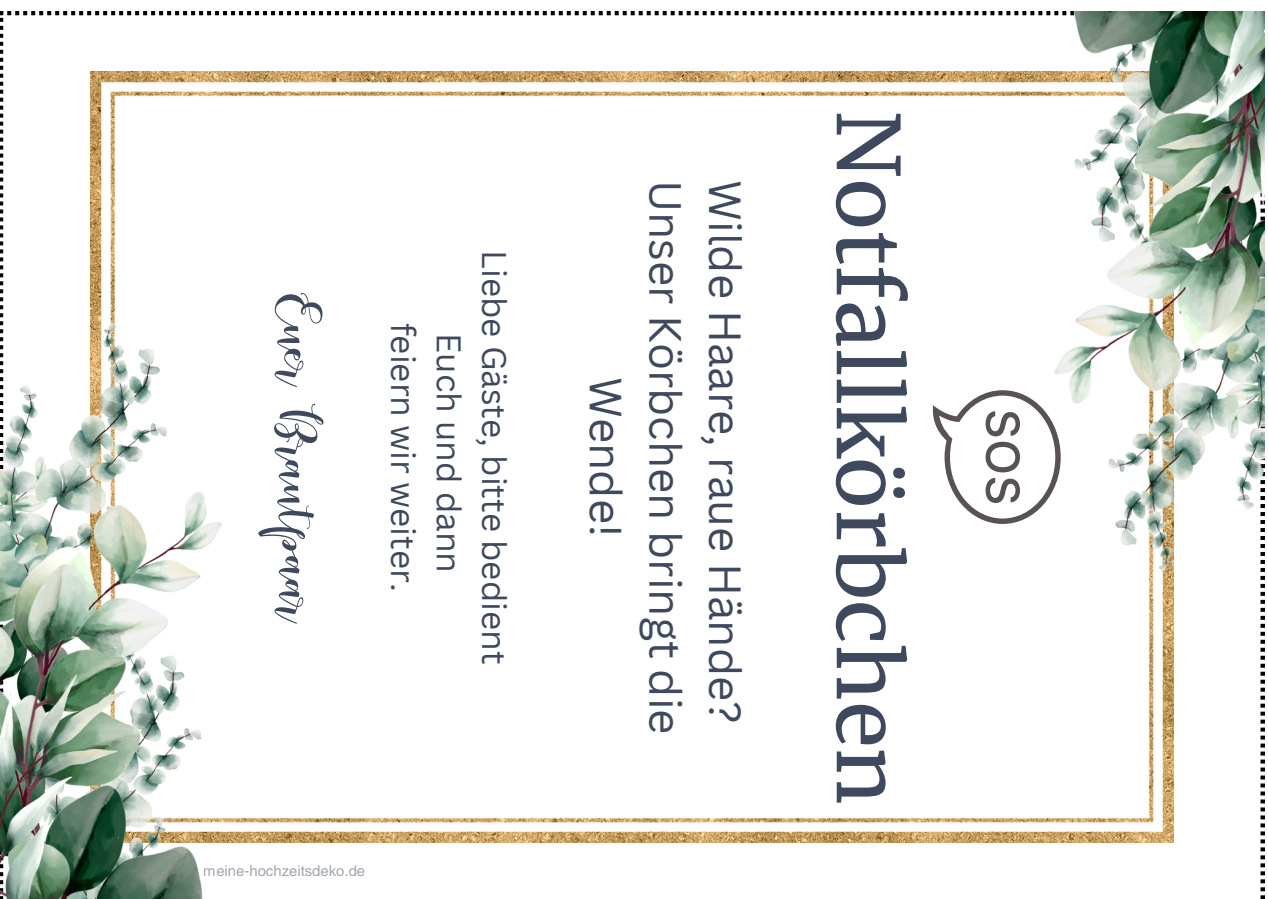 SOS
Notfallkörbchen
Wilde Haare, raue Hände?
Unser Körbchen bringt die
Wende!
Liebe Gäste, bitte bedient
Euch und dann
feiern wir weiter.
Euer Brautpaar
meine-hochzeitsdeko.de